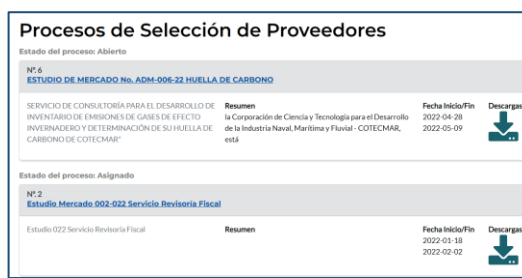 Procesos de Selección de Proveedores
Estado del proceso: Abierto
Nº. 6
ESTUDIO DE MERCADO No. ADM-006-22 HUELLA DE CARBONO
SERVICIO DE CONSULTORÍA PARA EL DESARROLLO DE
INVENTARIO DE EMISIONES DE GASES DE EFECTO
INVERNADERO Y DETERMINACIÓN DE SU HUELLA DE
CARBONO DE COTECMAR"
Resumen
la Corporación de Ciencia y Tecnología para el Desarrollo
de la Industria Naval, Marítima y Fluvial - COTECMAR,
está
Fecha Inicio/Fin
2022-04-28
2022-05-09
Descargas
Estado del proceso: Asignado
Nº. 2
Estudio Mercado 002-022 Servicio Revisoría Fiscal
Estudio 022 Servicio Revisoría Fiscal
Resumen
Fecha Inicio/Fin
2022-01-18
2022-02-02
Descargas